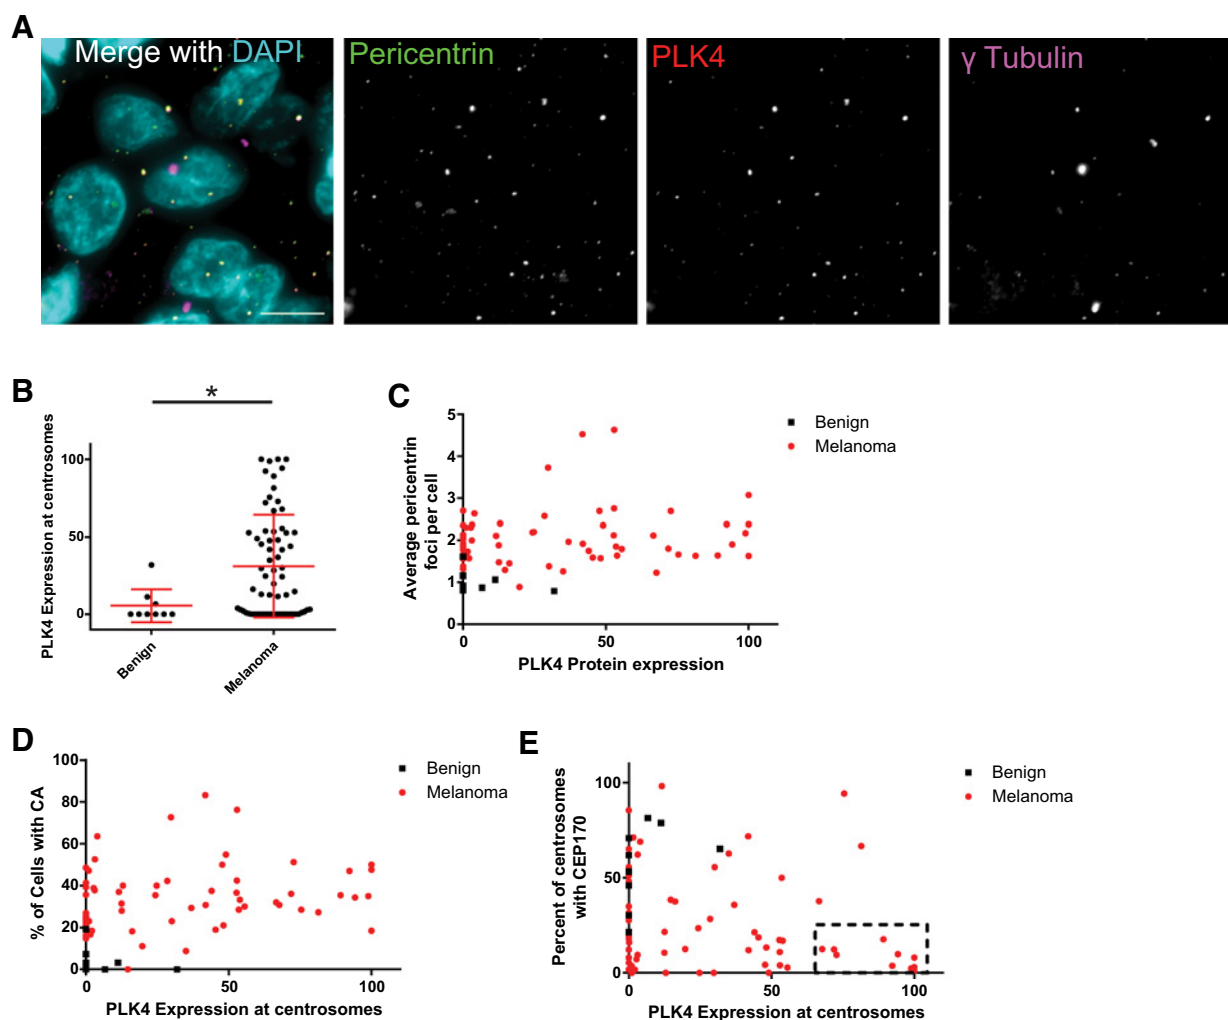 A
Merge with DAPI
Pericentrin
PLK4
γ Tubulin
B
*
PLK4 Expression at centrosomes
100
50
0
Benign
Melanoma
C
Average pericentrin
foci per cell
5
4
3
2
1
0
0
50
100
PLK4 Protein expression
Benign
Melanoma
D
% of Cells with CA
100
80
60
40
20
0
0
50
100
PLK4 Expression at centrosomes
Benign
Melanoma
E
Percent of centrosomes
with CEP170
100
50
0
0
50
100
PLK4 Expression at centrosomes
Benign
Melanoma